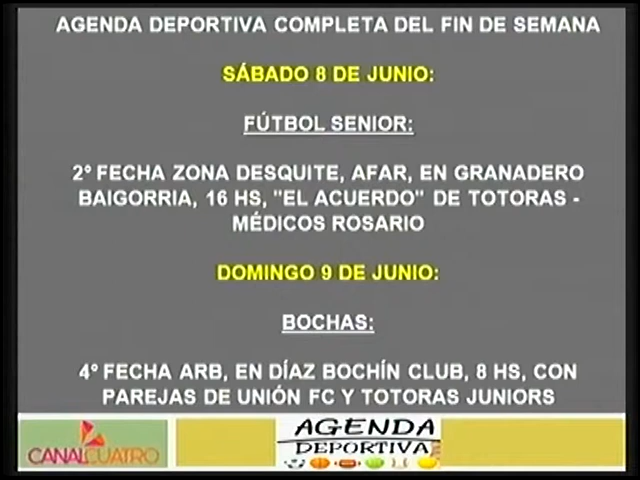 AGENDA DEPORTIVA COMPLETA DEL FIN DE SEMANA
SÁBADO 8 DE JUNIO:
FÚTBOL SENIOR:
2º FECHA ZONA DESQUITE, AFAR, EN GRANADERO
BAIGORRIA, 16 HS, "EL ACUERDO" DE TOTORAS -
MÉDICOS ROSARIO
DOMINGO 9 DE JUNIO:
BOCHAS:
4º FECHA ARB, EN DÍAZ BOCHÍN CLUB, 8 HS, CON
PAREJAS DE UNIÓN FC Y TOTORAS JUNIORS
CANALCUATRO
AGENDA
DEPORTIVA